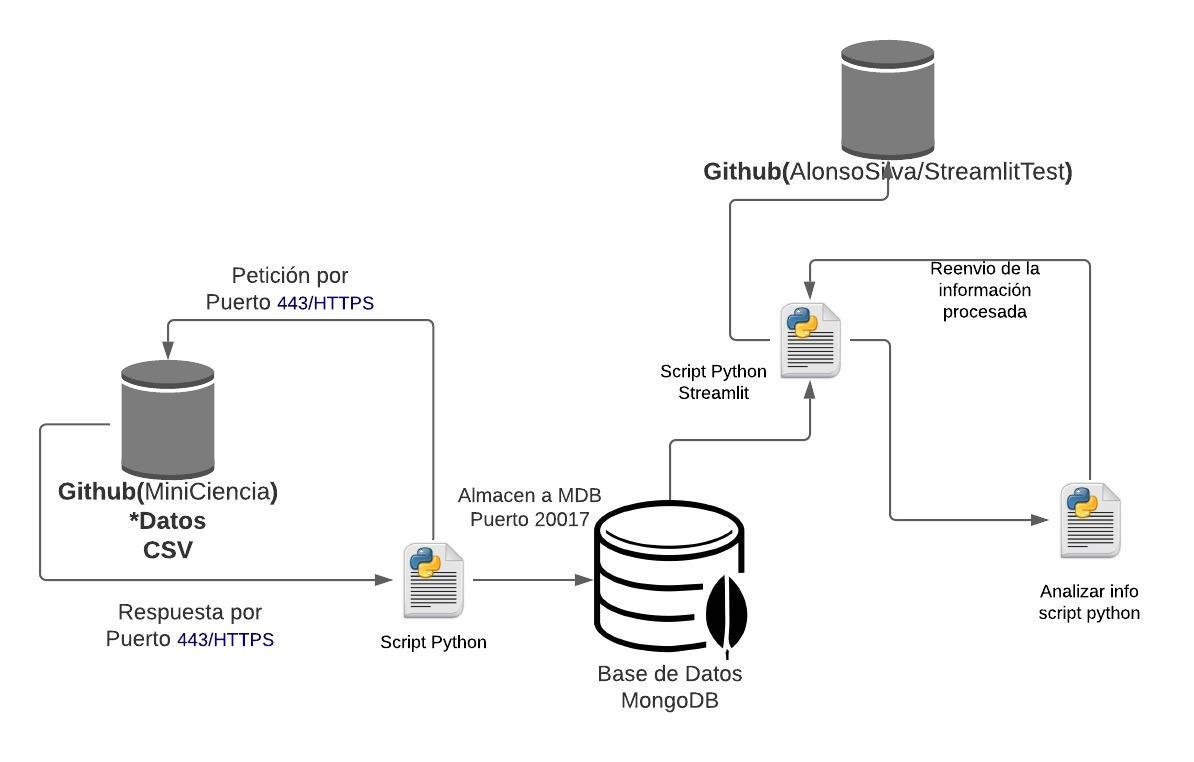 Github(AlonsoSilva/StreamlitTest)
Petición por
Puerto 443/HTTPS
Reenvio de la
información
procesada
Script Python
Streamlit
Github(MiniCiencia)
*Datos
CSV
Almacen a MDB
Puerto 20017
Respuesta por
Puerto 443/HTTPS
Script Python
Analizar info
script python
Base de Datos
MongoDB